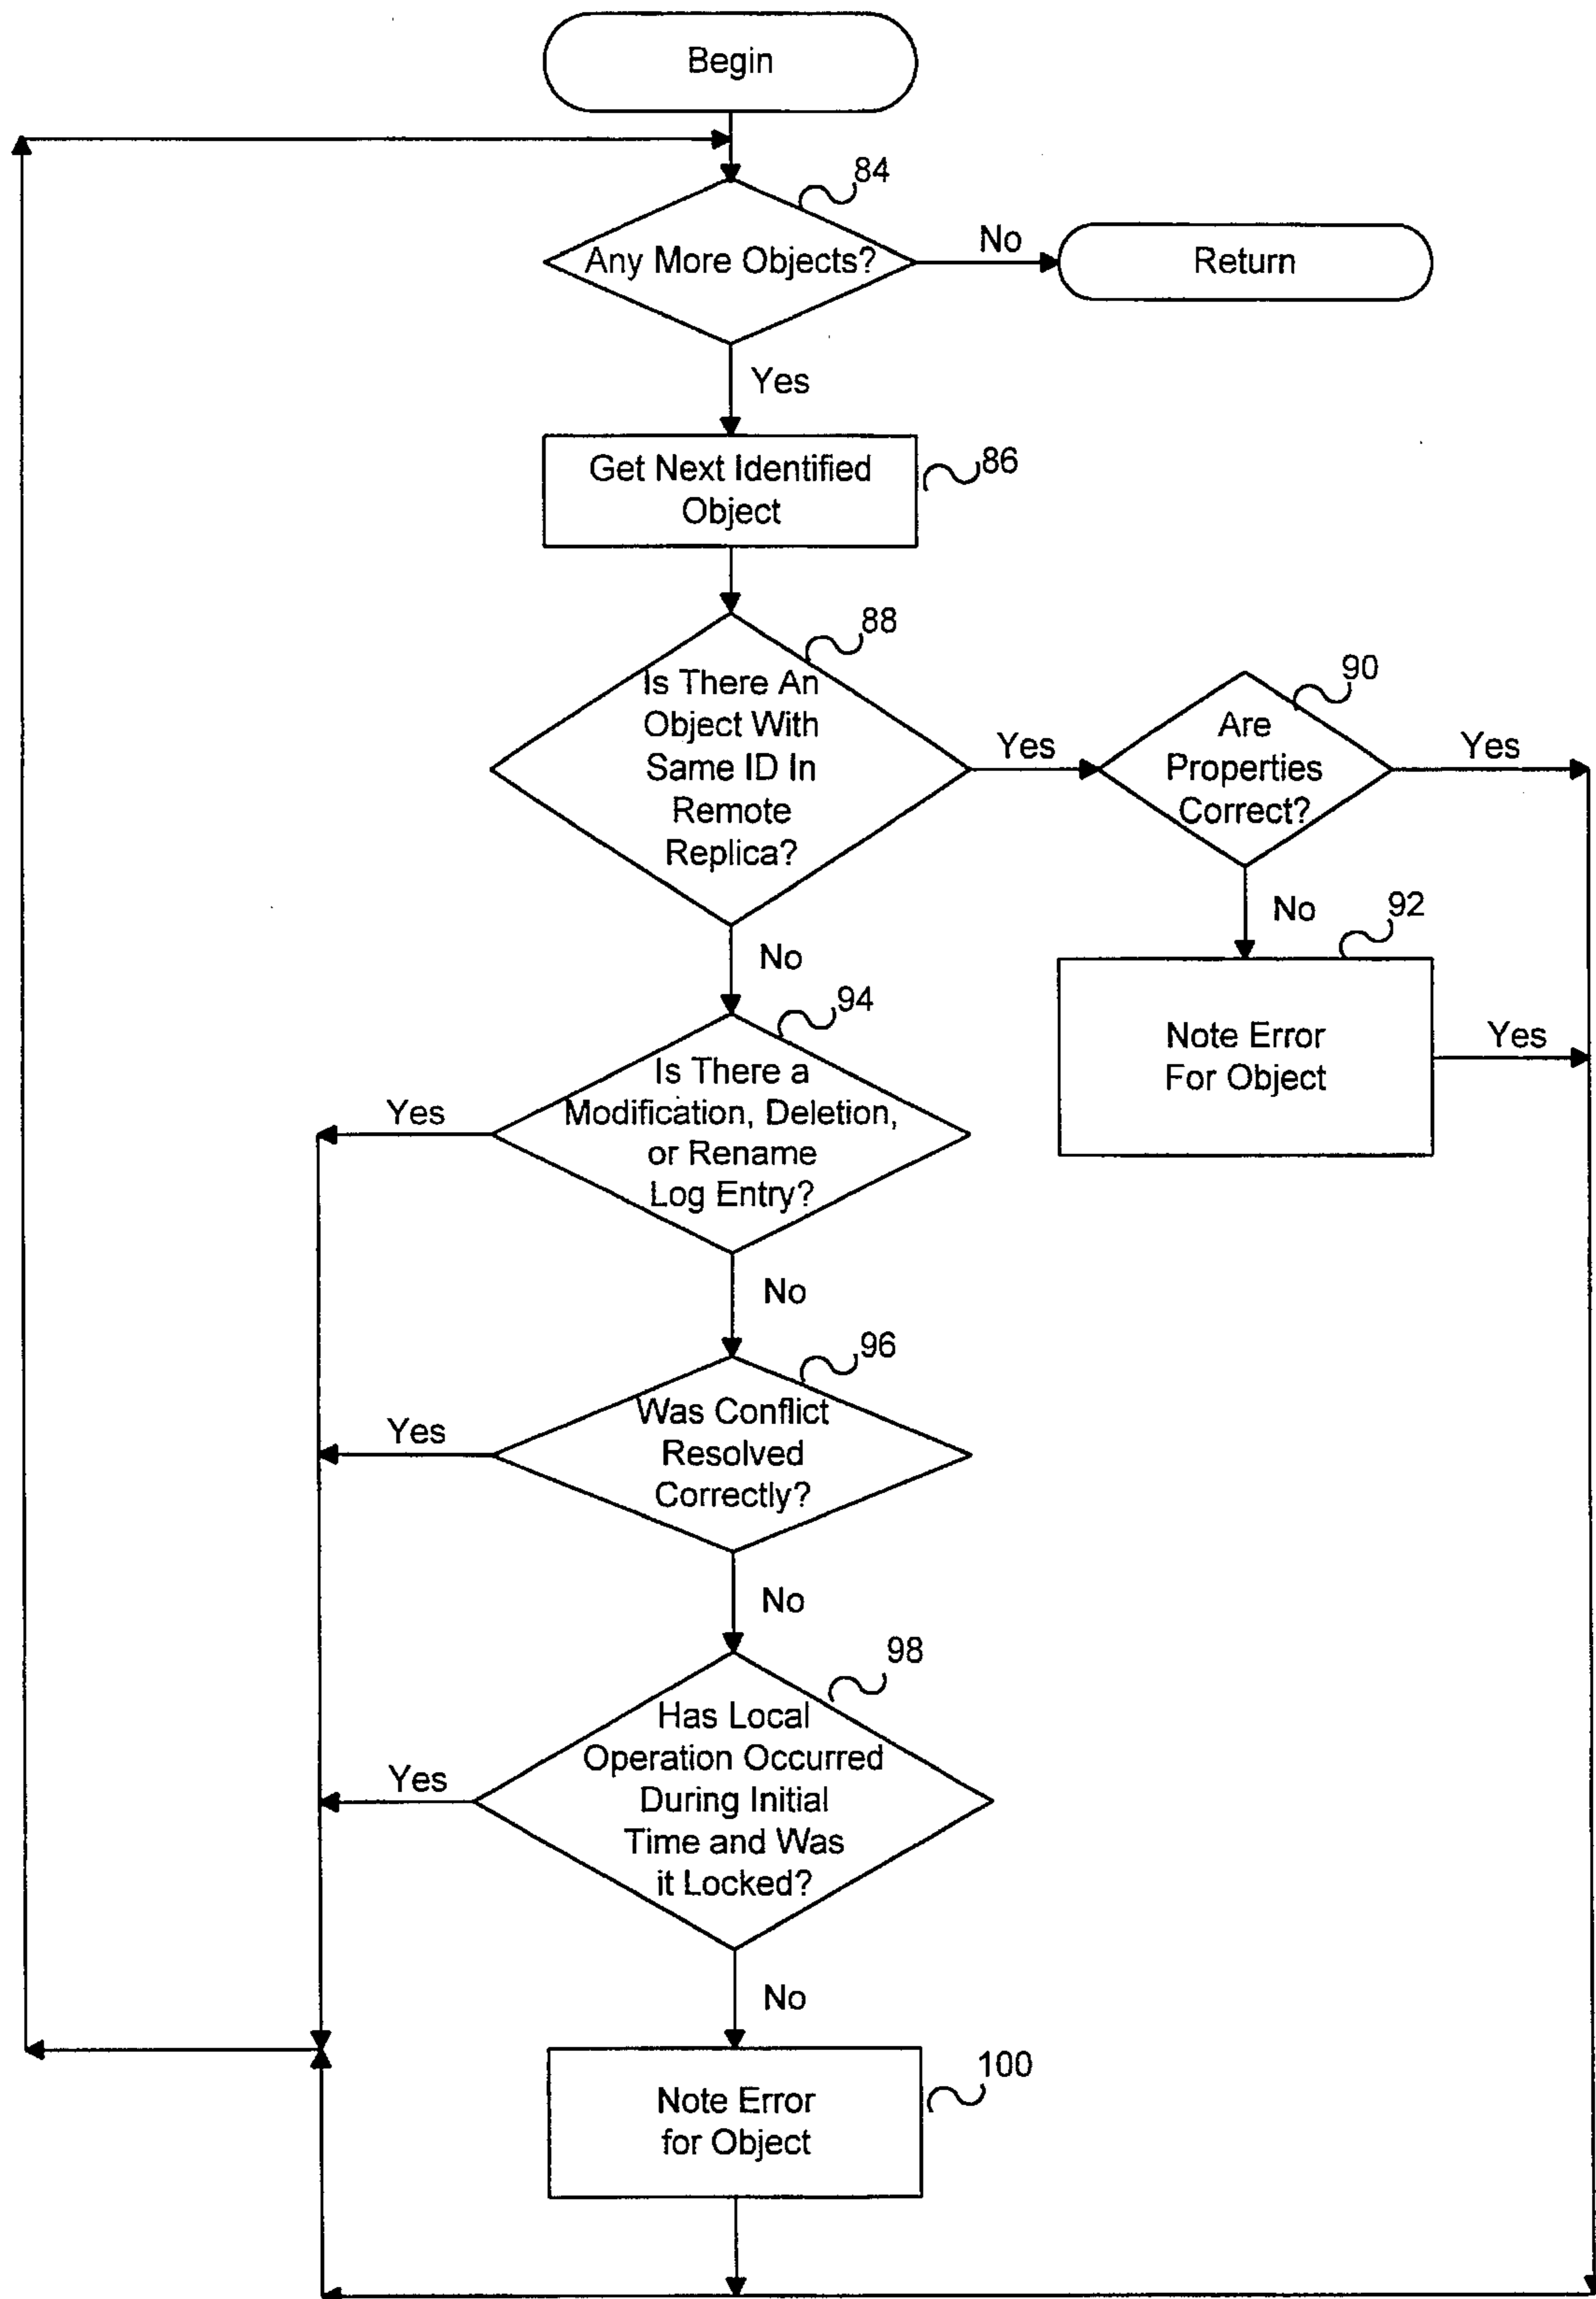 Begin
84
Any More Objects?
No
Return
Yes
Get Next Identified
Object
86
88
Is There An
Object With
Same ID In
Remote
Replica?
Yes
90
Are
Properties
Correct?
Yes
No
92
Note Error
For Object
Yes
No
94
Is There a
Modification, Deletion,
or Rename
Log Entry?
Yes
No
96
Was Conflict
Resolved
Correctly?
Yes
No
98
Has Local
Operation Occurred
During Initial
Time and Was
it Locked?
Yes
No
100
Note Error
for Object